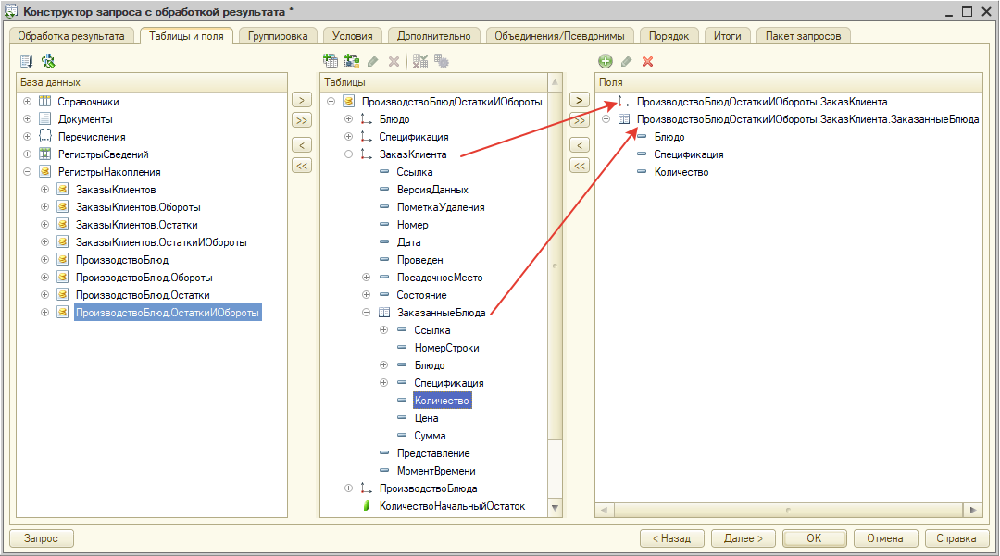 Конструктор запроса с обработкой результата *
Обработка результата Таблицы и поля Группировка Условия Дополнительно Объединения/Псевдонимы Порядок Итоги Пакет запросов
База данных
Справочники
Документы
Перечисления
РегистрыСведений
РегистрыНакопления
ЗаказыКлиентов
ЗаказыКлиентов.Обороты
ЗаказыКлиентов.Остатки
ЗаказыКлиентов.ОстаткиИОбороты
ПроизводствоБлюд
ПроизводствоБлюд.Обороты
ПроизводствоБлюд.Остатки
ПроизводствоБлюд.ОстаткиИОбороты
>
>>
<
<<
Таблицы
ПроизводствоБлюдОстаткиИОбороты
Блюдо
Спецификация
ЗаказКлиента
Ссылка
ВерсияДанных
ПометкаУдаления
Номер
Дата
Проведен
ПосадочноеМесто
Состояние
ЗаказанныеБлюда
Ссылка
НомерСтроки
Блюдо
Спецификация
Количество
Цена
Сумма
Представление
МоментВремени
ПроизводствоБлюда
КоличествоНачальныйОстаток
>
>>
<
<<
Поля
ПроизводствоБлюдОстаткиИОбороты.ЗаказКлиента
ПроизводствоБлюдОстаткиИОбороты.ЗаказКлиента.ЗаказанныеБлюда
Блюдо
Спецификация
Количество
Запрос < Назад Далее > OK Отмена Справка